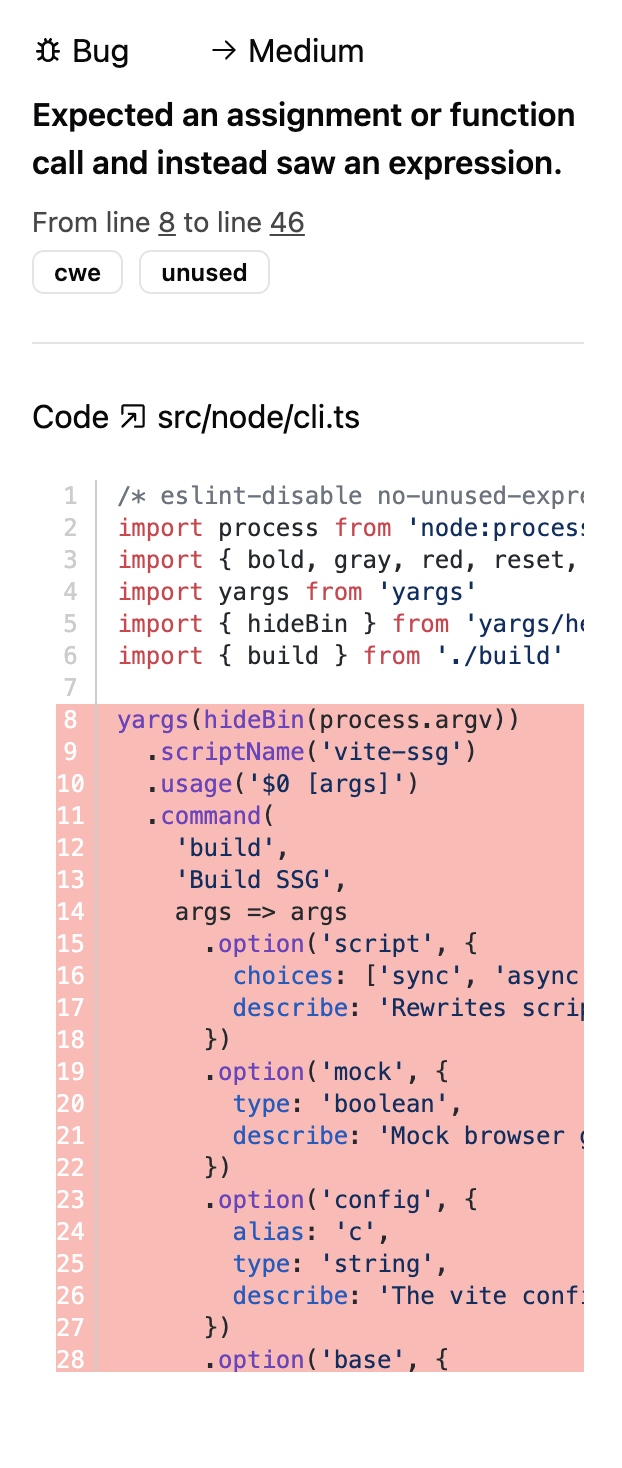 Bug → Medium
Expected an assignment or function
call and instead saw an expression.
From line 8 to line 46
cwe unused
Code src/node/cli.ts
1 /* eslint-disable no-unused-expre
2 import process from 'node:process
3 import { bold, gray, red, reset,
4 import yargs from 'yargs'
5 import { hideBin } from 'yargs/he
6 import { build } from './build'
7
8 yargs(hideBin(process.argv))
9 .scriptName('vite-ssg')
10 .usage('$0 [args]')
11 .command(
12 'build',
13 'Build SSG',
14 args => args
15 .option('script', {
16 choices: ['sync', 'async
17 describe: 'Rewrites scrip
18 })
19 .option('mock', {
20 type: 'boolean',
21 describe: 'Mock browser g
22 })
23 .option('config', {
24 alias: 'c',
25 type: 'string',
26 describe: 'The vite confi
27 })
28 .option('base', {